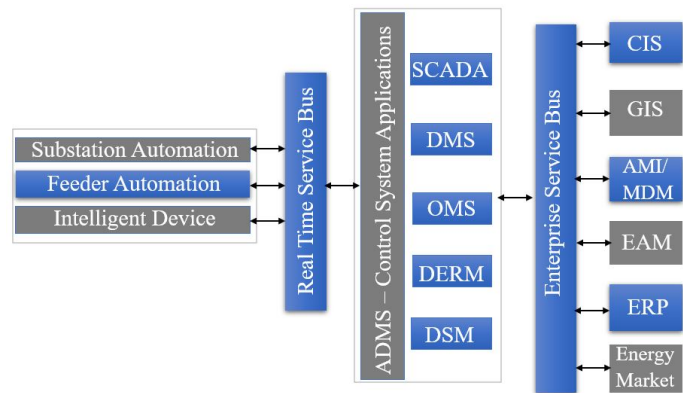 Substation Automation
Feeder Automation
Intelligent Device
Real Time Service Bus
ADMS – Control System Applications
SCADA
DMS
OMS
DERM
DSM
Enterprise Service Bus
CIS
GIS
AMI/
MDM
EAM
ERP
Energy
Market